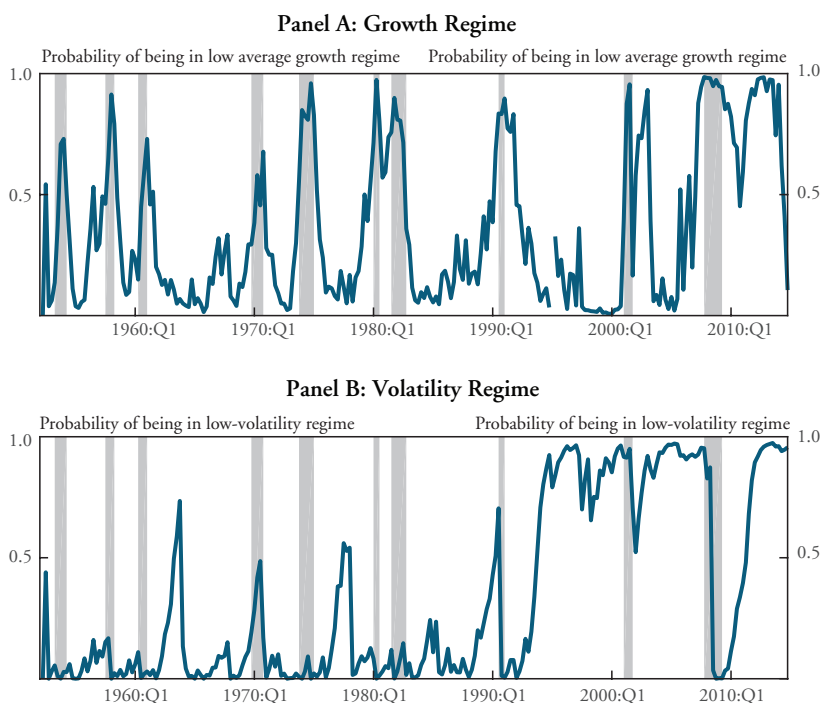 Panel A: Growth Regime
Probability of being in low average growth regime Probability of being in low average growth regime
1.0 1.0
0.5 0.5
1960:Q1 1970:Q1 1980:Q1 1990:Q1 2000:Q1 2010:Q1
Panel B: Volatility Regime
Probability of being in low-volatility regime Probability of being in low-volatility regime
1.0 1.0
0.5 0.5
1960:Q1 1970:Q1 1980:Q1 1990:Q1 2000:Q1 2010:Q1